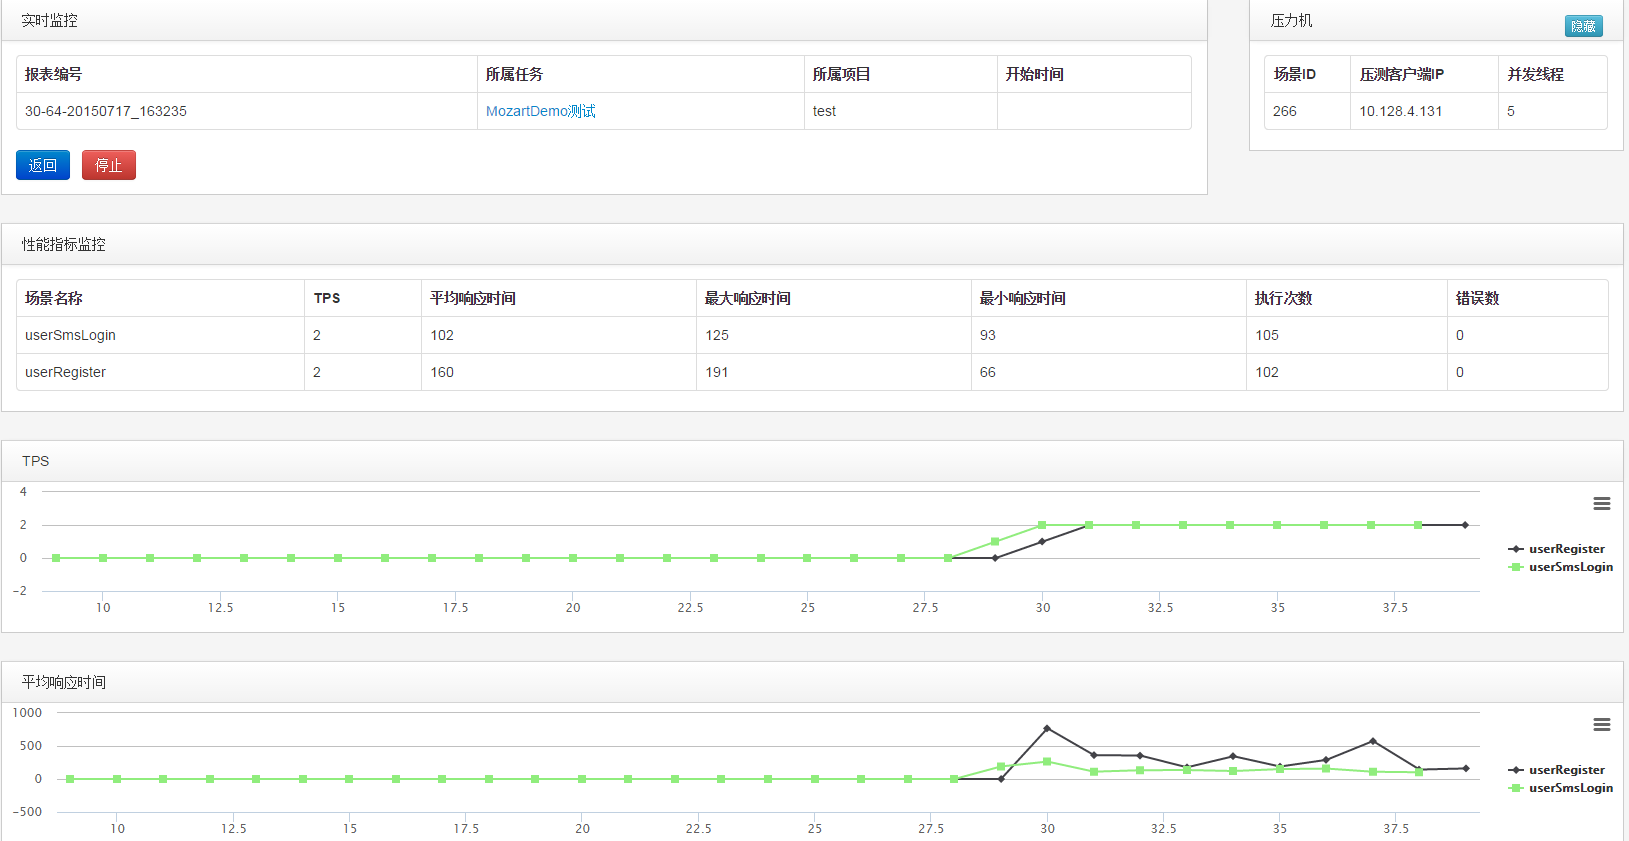 实时监控
报表编号 所属任务 所属项目 开始时间
30-64-20150717_163235 MozartDemo测试 test
返回 停止
压力机 隐藏
场景ID 压测客户端IP 并发线程
266 10.128.4.131 5
性能指标监控
场景名称 TPS 平均响应时间 最大响应时间 最小响应时间 执行次数 错误数
userSmsLogin 2 102 125 93 105 0
userRegister 2 160 191 66 102 0
TPS
4
2
0
-2
10 12.5 15 17.5 20 22.5 25 27.5 30 32.5 35 37.5
userRegister
userSmsLogin
平均响应时间
1000
500
0
-500
10 12.5 15 17.5 20 22.5 25 27.5 30 32.5 35 37.5
userRegister
userSmsLogin